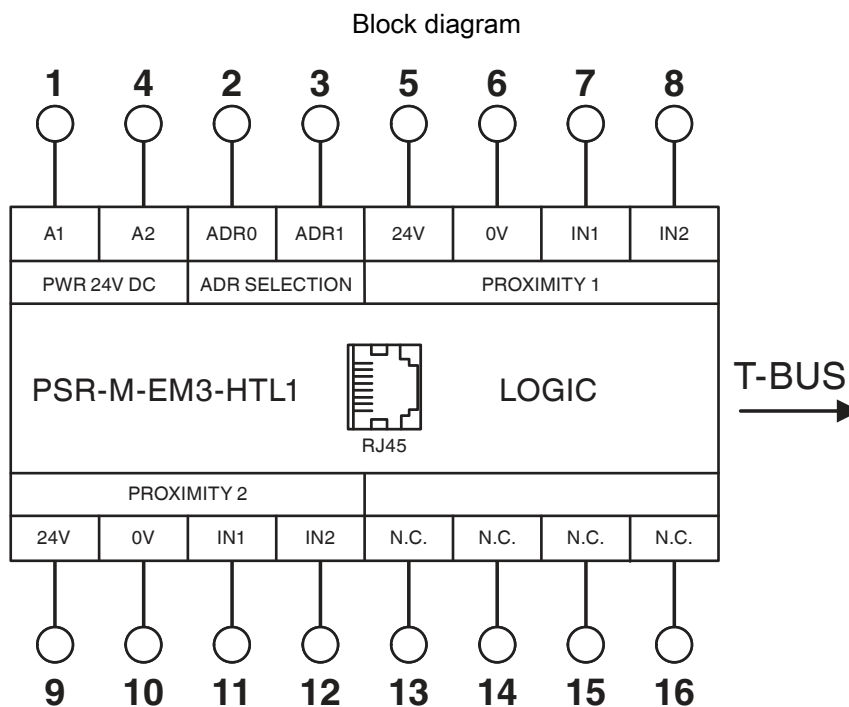 Block diagram
1 4 2 3 5 6 7 8
A1 A2 ADR0 ADR1 24V 0V IN1 IN2
PWR 24V DC ADR SELECTION PROXIMITY 1
PSR-M-EM3-HTL1 LOGIC T-BUS
RJ45
PROXIMITY 2
24V 0V IN1 IN2 N.C. N.C. N.C. N.C.
9 10 11 12 13 14 15 16